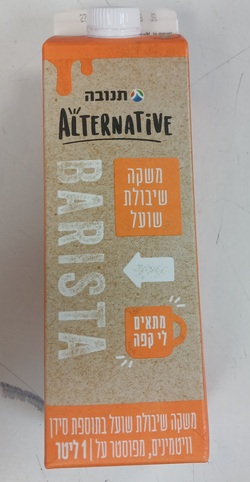 תנובה
ALTERNATIVE
BARISTA
משקה
שיבולת
שועל
מתאים
לי קפה
משקה שיבולת שועל בתוספת סידן
וויטמינים, מפוסטר על | 1 ליטר